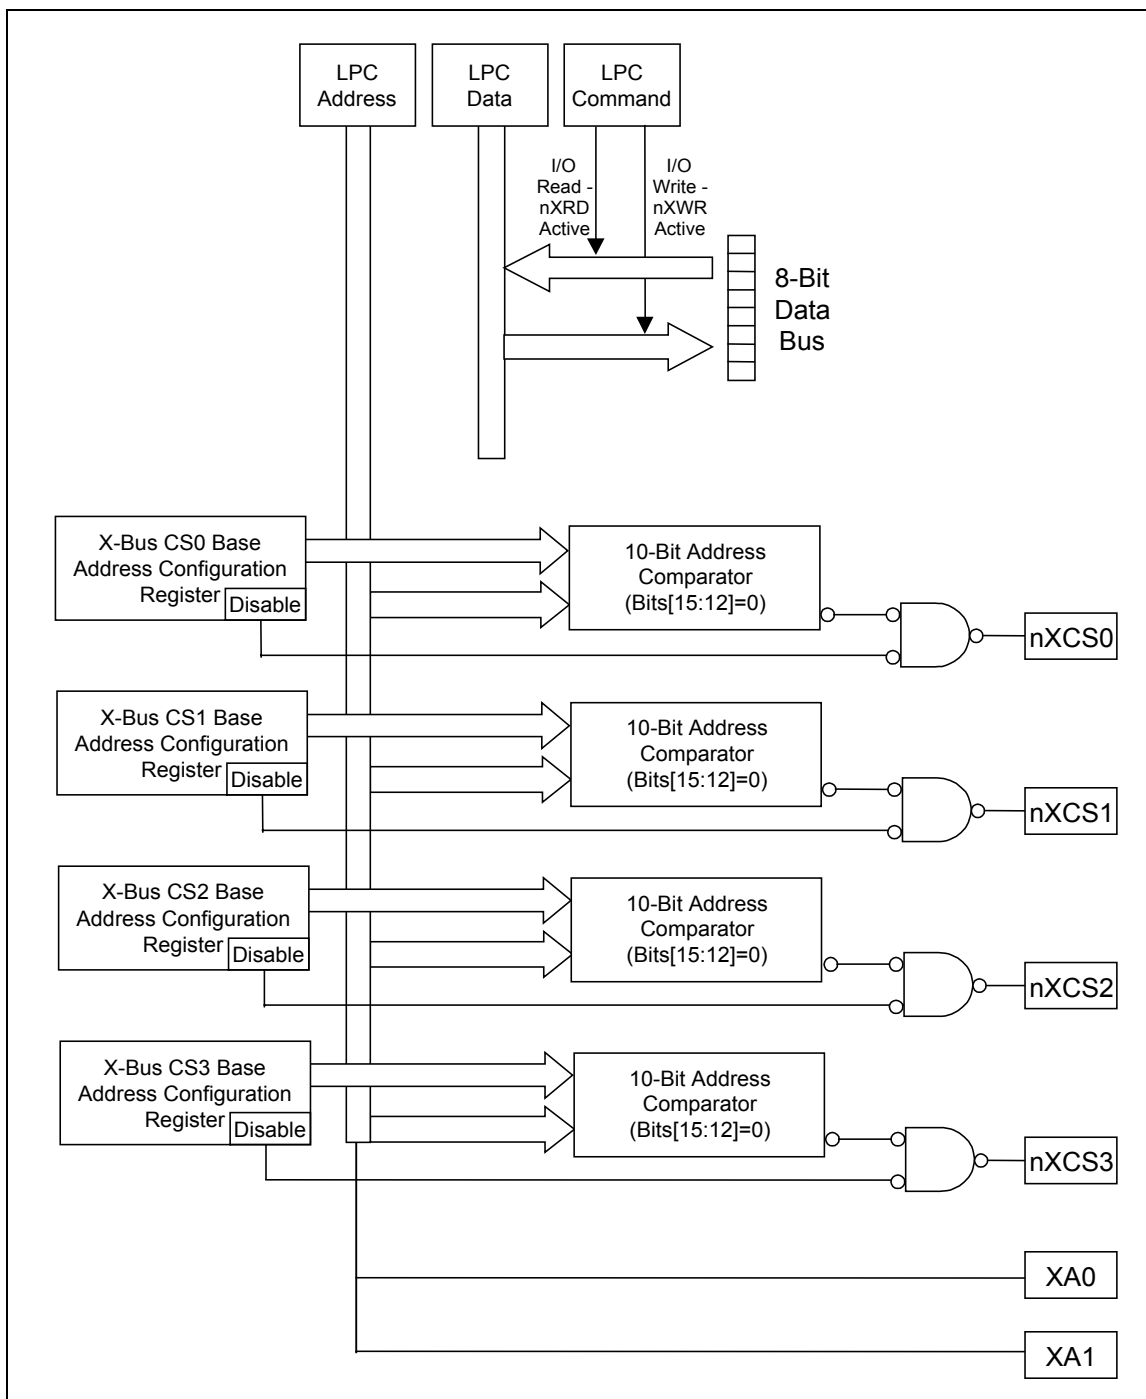 LPC
Address
LPC
Data
LPC
Command
I/O
Read -
nXRD
Active
I/O
Write -
nXWR
Active
8-Bit
Data
Bus
X-Bus CS0 Base
Address Configuration
Register
Disable
10-Bit Address
Comparator
(Bits[15:12]=0)
nXCS0
X-Bus CS1 Base
Address Configuration
Register
Disable
10-Bit Address
Comparator
(Bits[15:12]=0)
nXCS1
X-Bus CS2 Base
Address Configuration
Register
Disable
10-Bit Address
Comparator
(Bits[15:12]=0)
nXCS2
X-Bus CS3 Base
Address Configuration
Register
Disable
10-Bit Address
Comparator
(Bits[15:12]=0)
nXCS3
XA0
XA1